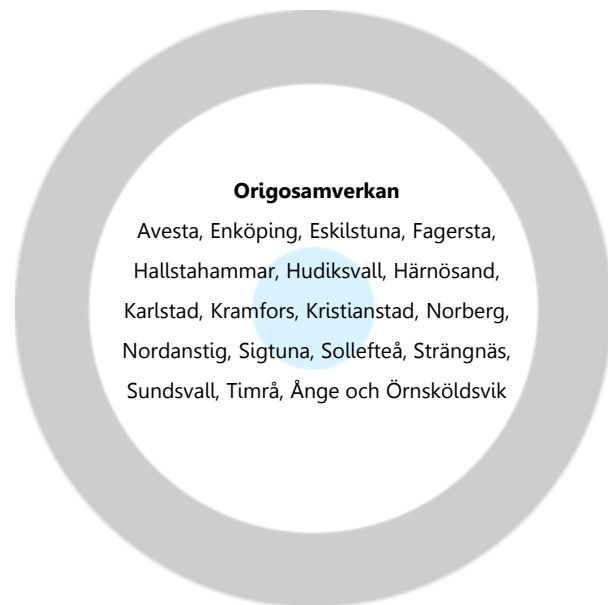 Origosamverkan
Avesta, Enköping, Eskilstuna, Fagersta,
Hallstahammar, Hudiksvall, Härnösand,
Karlstad, Kramfors, Kristianstad, Norberg,
Nordanstig, Sigtuna, Sollefteå, Strängnäs,
Sundsvall, Timrå, Ånge och Örnsköldsvik